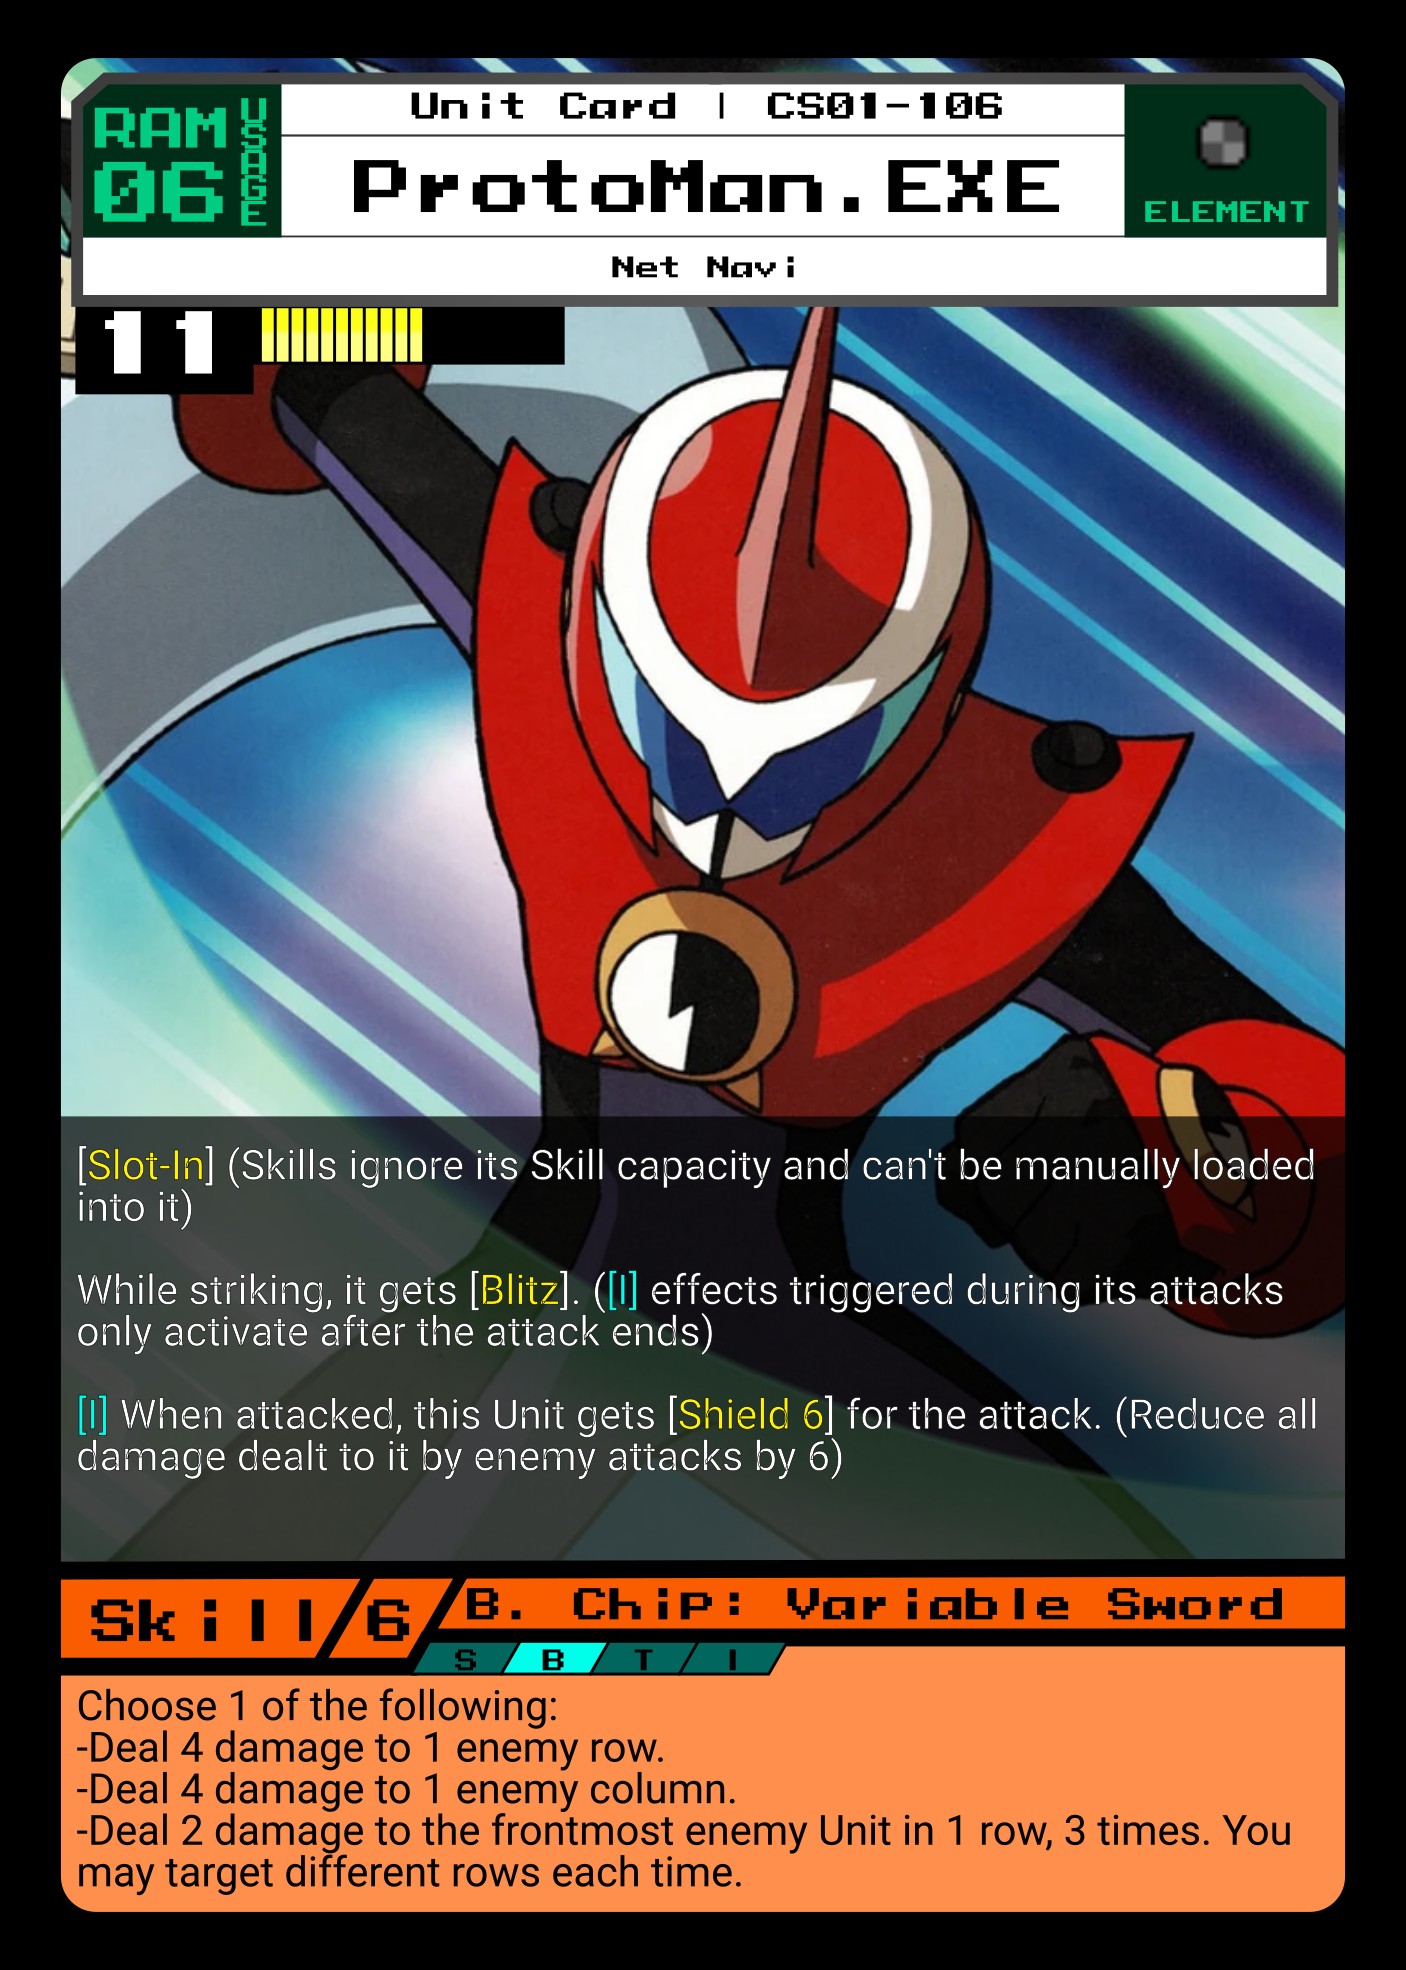 Unit Card | CS01-106
RAM
06
USAGE
ProtoMan.EXE
ELEMENT
Net Navi
11
[Slot-In] (Skills ignore its Skill capacity and can't be manually loaded
into it)
While striking, it gets [Blitz]. ([I] effects triggered during its attacks
only activate after the attack ends)
[I] When attacked, this Unit gets [Shield 6] for the attack. (Reduce all
damage dealt to it by enemy attacks by 6)
Skill/6/B. Chip: Variable Sword
S B T I
Choose 1 of the following:
-Deal 4 damage to 1 enemy row.
-Deal 4 damage to 1 enemy column.
-Deal 2 damage to the frontmost enemy Unit in 1 row, 3 times. You
may target different rows each time.